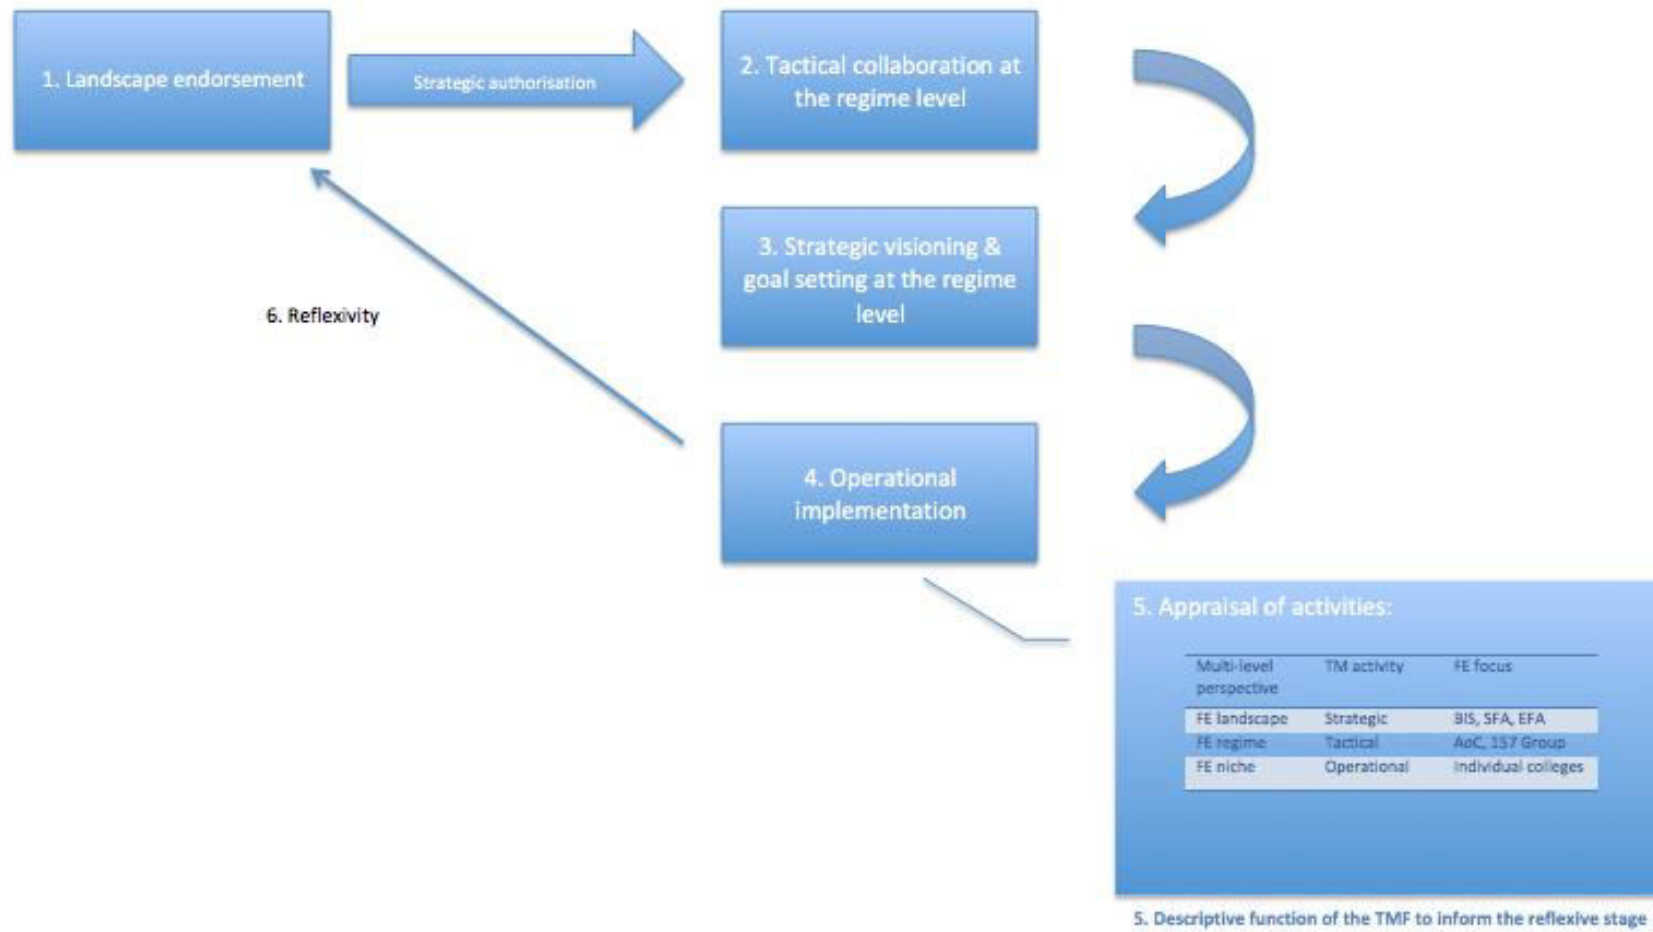 1. Landscape endorsement
Strategic authorisation
2. Tactical collaboration at
the regime level
3. Strategic visioning &
goal setting at the regime
level
6. Reflexivity
4. Operational
implementation
5. Appraisal of activities:
Multi-level
perspective
TM activity
FE focus
FE landscape
Strategic
BIS, SFA, EFA
FE regime
Tactical
AoC, 157 Group
FE niche
Operational
Individual colleges
5. Descriptive function of the TMF to inform the reflexive stage